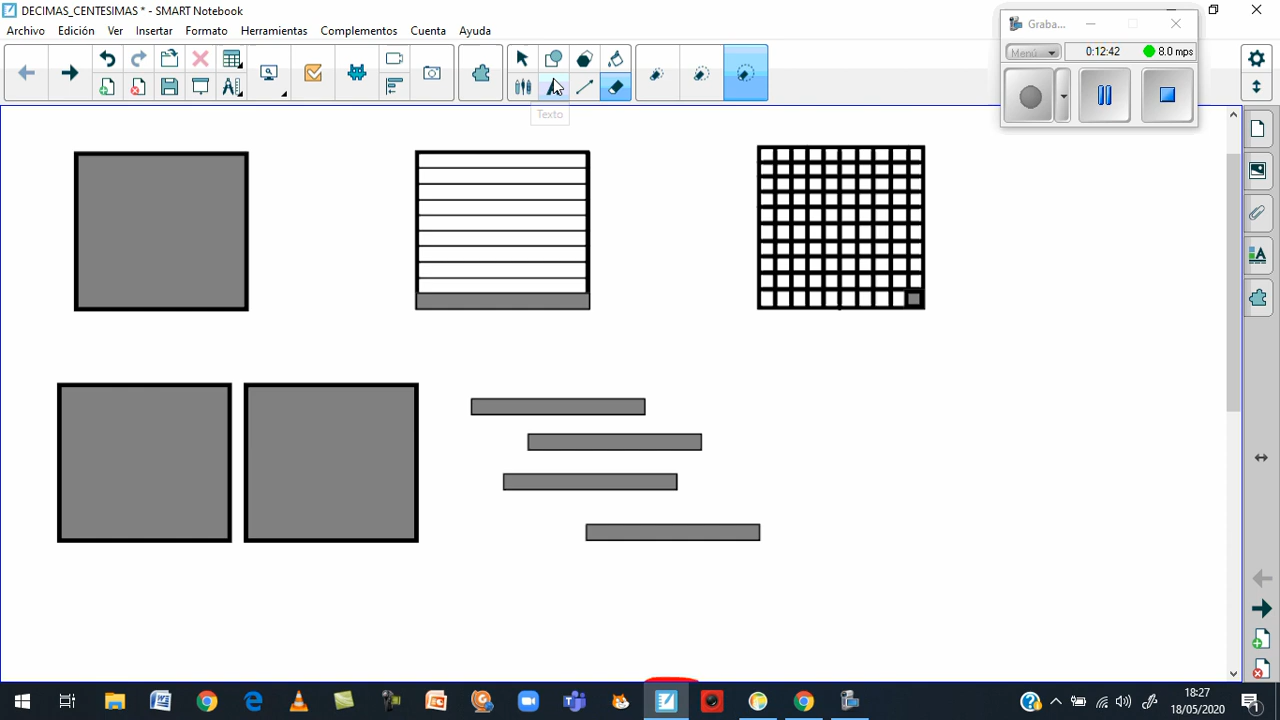 DECIMAS_CENTESIMAS * - SMART Notebook
Archivo Edición Ver Insertar Formato Herramientas Complementos Cuenta Ayuda
Graba...
Menú 0:12:42 8.0 mps
Texto
18:27
18/05/2020